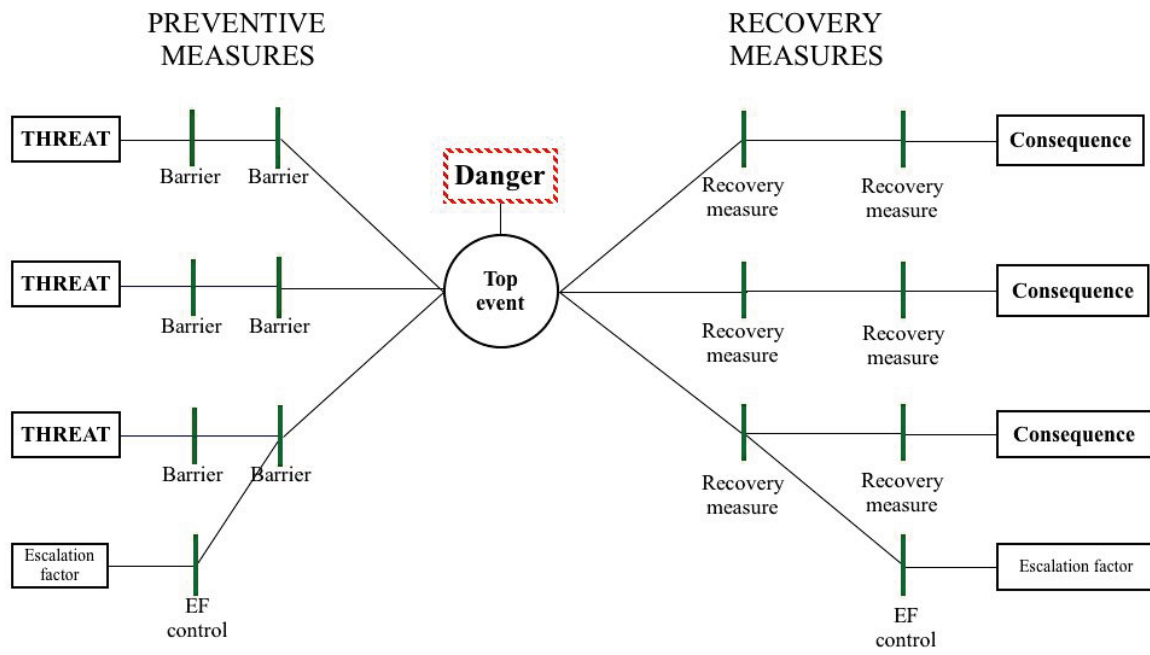 PREVENTIVE
MEASURES
RECOVERY
MEASURES
THREAT
Barrier
Barrier
Danger
Recovery
measure
Recovery
measure
Consequence
THREAT
Barrier
Barrier
Top
event
Recovery
measure
Recovery
measure
Consequence
THREAT
Barrier
Barrier
Recovery
measure
Recovery
measure
Consequence
Escalation
factor
EF
control
EF
control
Escalation factor